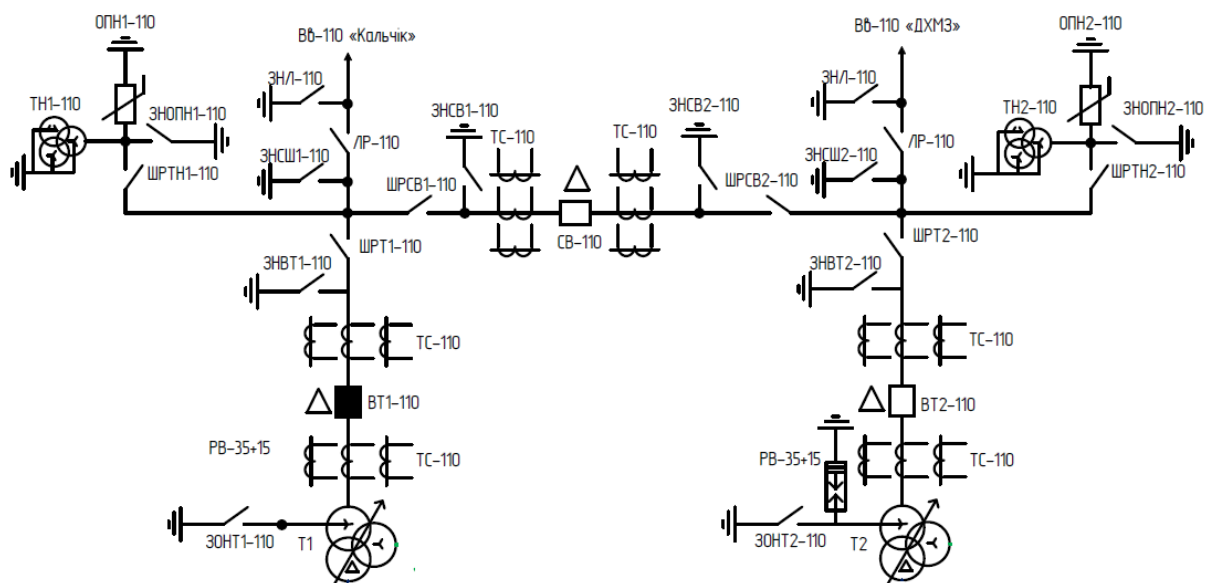 ОПН1-110
Вв-110 «Кальчік»
Вв-110 «ДХМЗ»
ОПН2-110
ЗНЛ-110
ЗНЛ-110
ТН1-110
ЗНОПН1-110
ЗНСВ1-110
ЗНСВ2-110
ТН2-110
ЗНОПН2-110
ТС-110
ТС-110
ЛР-110
ЛР-110
ШРТН1-110
ЗНСШ1-110
ШРСВ1-110
ШРСВ2-110
ЗНСШ2-110
ШРТН2-110
СВ-110
ШРТ1-110
ШРТ2-110
ЗНВТ1-110
ЗНВТ2-110
ТС-110
ТС-110
ВТ1-110
ВТ2-110
РВ-35+15
ТС-110
РВ-35+15
ТС-110
ЗОНТ1-110
Т1
ЗОНТ2-110
Т2